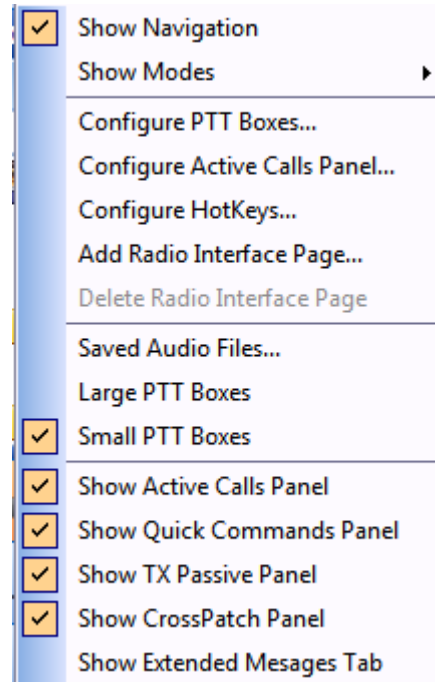 Show Navigation
Show Modes
Configure PTT Boxes...
Configure Active Calls Panel...
Configure HotKeys...
Add Radio Interface Page...
Delete Radio Interface Page
Saved Audio Files...
Large PTT Boxes
Small PTT Boxes
Show Active Calls Panel
Show Quick Commands Panel
Show TX Passive Panel
Show CrossPatch Panel
Show Extended Mesages Tab